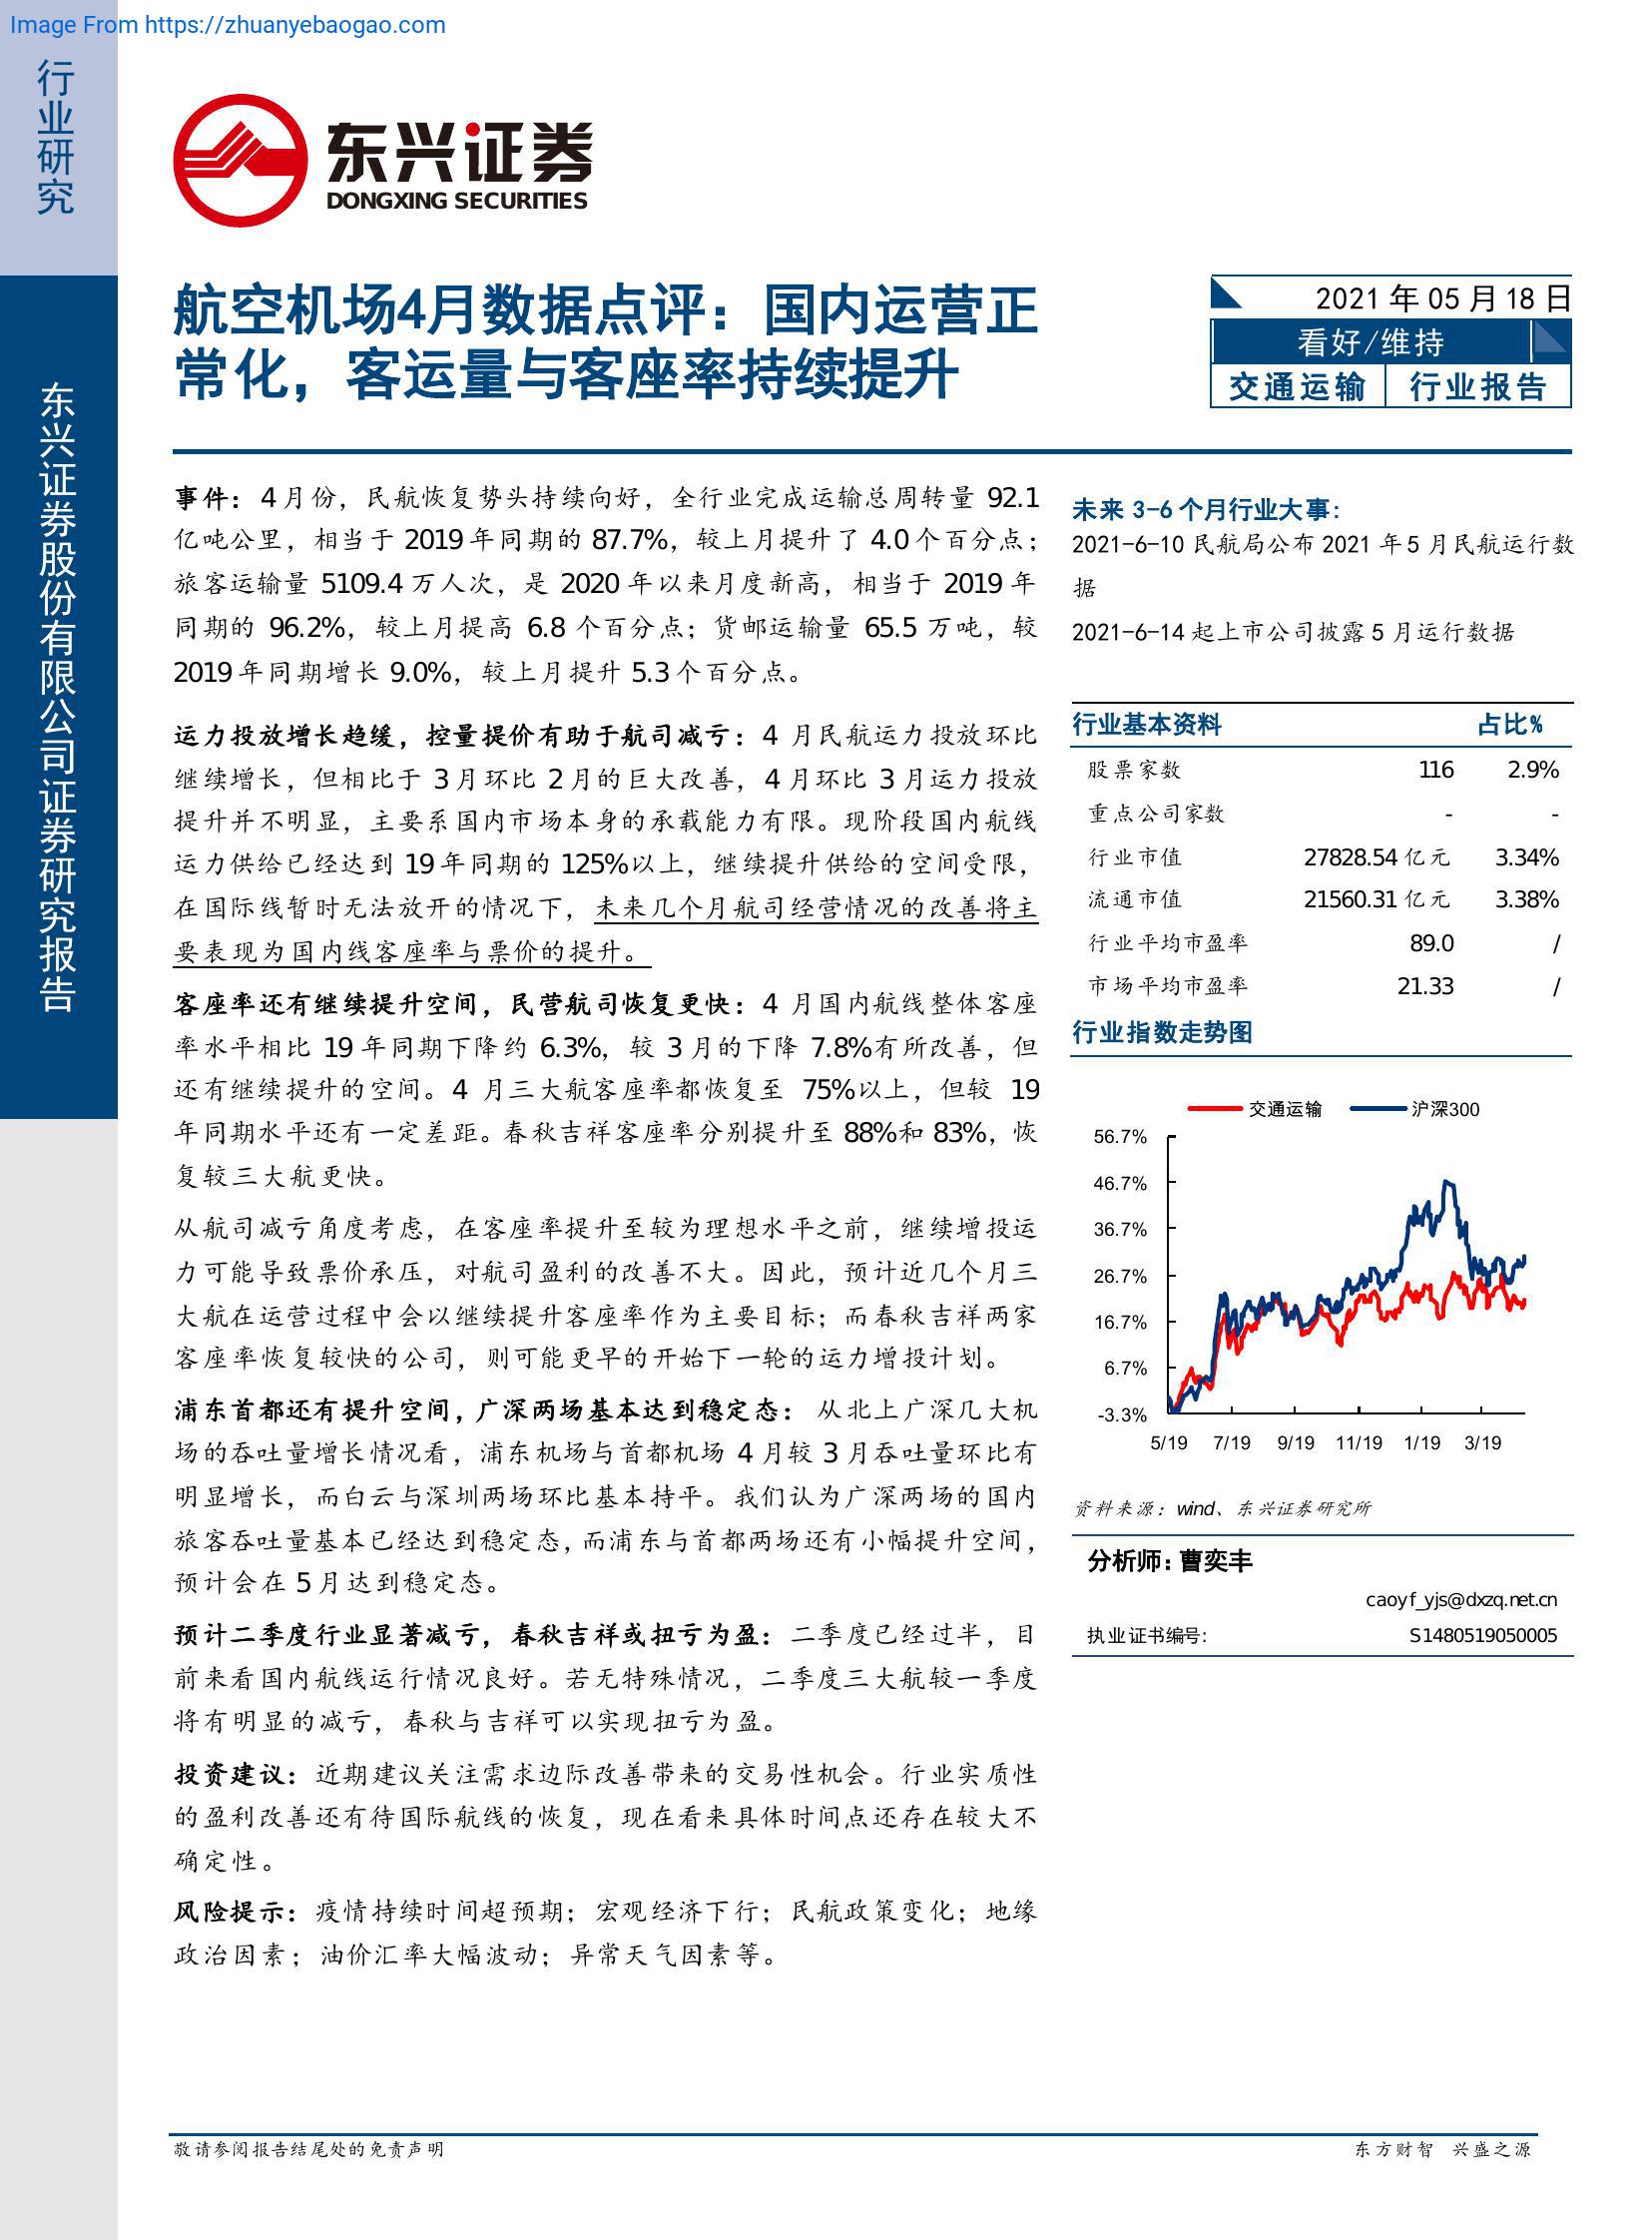 Image From https://zhuanyebaogao.com
行业研究
东兴证券股份有限公司证券研究报告
东兴证券
DONGXING SECURITIES
航空机场4月数据点评：国内运营正
常化，客运量与客座率持续提升
2021 年 05 月 18 日
看好/维持
交通运输 行业报告
事件：4 月份，民航恢复势头持续向好，全行业完成运输总周转量 92.1
亿吨公里，相当于 2019 年同期的 87.7%，较上月提升了 4.0 个百分点；
旅客运输量 5109.4 万人次，是 2020 年以来月度新高，相当于 2019 年
同期的 96.2%，较上月提高 6.8 个百分点；货邮运输量 65.5 万吨，较
2019 年同期增长 9.0%，较上月提升 5.3 个百分点。
运力投放增长趋缓，控量提价有助于航司减亏：4 月民航运力投放环比
继续增长，但相比于 3 月环比 2 月的巨大改善，4 月环比 3 月运力投放
提升并不明显，主要系国内市场本身的承载能力有限。现阶段国内航线
运力供给已经达到 19 年同期的 125%以上，继续提升供给的空间受限，
在国际线暂时无法放开的情况下，未来几个月航司经营情况的改善将主
要表现为国内线客座率与票价的提升。
客座率还有继续提升空间，民营航司恢复更快：4 月国内航线整体客座
率水平相比 19 年同期下降约 6.3%，较 3 月的下降 7.8%有所改善，但
还有继续提升的空间。4 月三大航客座率都恢复至 75%以上，但较 19
年同期水平还有一定差距。春秋吉祥客座率分别提升至 88%和 83%，恢
复较三大航更快。
从航司减亏角度考虑，在客座率提升至较为理想水平之前，继续增投运
力可能导致票价承压，对航司盈利的改善不大。因此，预计近几个月三
大航在运营过程中会以继续提升客座率作为主要目标；而春秋吉祥两家
客座率恢复较快的公司，则可能更早的开始下一轮的运力增投计划。
浦东首都还有提升空间，广深两场基本达到稳定态：从北上广深几大机
场的吞吐量增长情况看，浦东机场与首都机场 4 月较 3 月吞吐量环比有
明显增长，而白云与深圳两场环比基本持平。我们认为广深两场的国内
旅客吞吐量基本已经达到稳定态，而浦东与首都两场还有小幅提升空间，
预计会在 5 月达到稳定态。
预计二季度行业显著减亏，春秋吉祥或扭亏为盈：二季度已经过半，目
前来看国内航线运行情况良好。若无特殊情况，二季度三大航较一季度
将有明显的减亏，春秋与吉祥可以实现扭亏为盈。
投资建议：近期建议关注需求边际改善带来的交易性机会。行业实质性
的盈利改善还有待国际航线的恢复，现在看来具体时间点还存在较大不
确定性。
风险提示：疫情持续时间超预期；宏观经济下行；民航政策变化；地缘
政治因素；油价汇率大幅波动；异常天气因素等。
未来 3-6 个月行业大事：
2021-6-10 民航局公布 2021 年 5 月民航运行数
据
2021-6-14 起上市公司披露 5 月运行数据
行业基本资料 占比%
股票家数 116 2.9%
重点公司家数 - -
行业市值 27828.54 亿元 3.34%
流通市值 21560.31 亿元 3.38%
行业平均市盈率 89.0 /
市场平均市盈率 21.33 /
行业指数走势图
交通运输 沪深300
56.7%
46.7%
36.7%
26.7%
16.7%
6.7%
-3.3%
5/19 7/19 9/19 11/19 1/19 3/19
资料来源：wind、东兴证券研究所
分析师：曹奕丰
caoyf_yjs@dxzq.net.cn
执业证书编号: S1480519050005
敬请参阅报告结尾处的免责声明
东方财智 兴盛之源